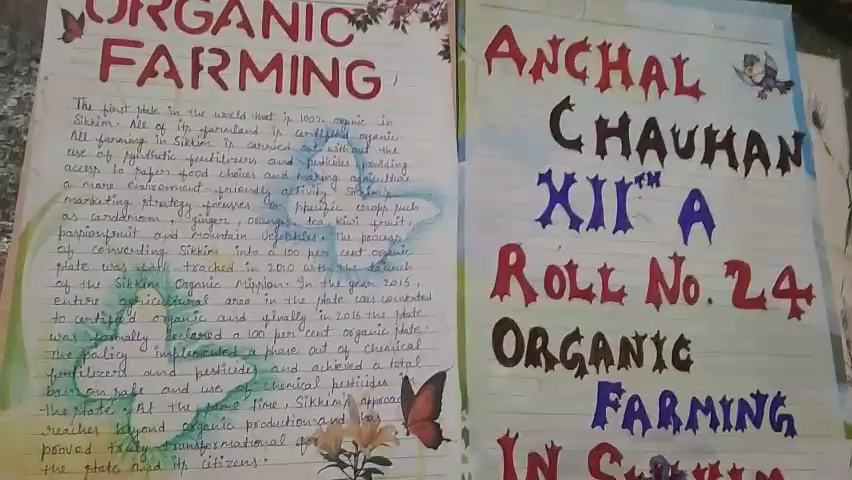 ORGANIC
FARMING
The first state in the world that is 100% organic in
Sikkim. All of its farmland is certified organic.
All farming in Sikkim is carried out without the
use of synthetic fertilizers and pesticides providing
access to safer food choices and making agriculture
a more environment friendly activity. Sikkim's
marketing strategy focuses on specific crops such
as cardamom, ginger, orange, tea, kiwi fruit,
passionfruit and mountain vegetables. The process
of converting Sikkim into a 100 per cent organic
state was fast tracked in 2010 with the launch
of the Sikkim Organic Mission. In the year 2015,
entire agricultural area in the state was converted
to certified organic and finally in 2016 the state
was formally declared a 100 per cent organic state.
The policy implemented a phase out of chemical
fertilizers and pesticides and achieved a total
ban on sale and use of chemical pesticides in
the state. At the same time, Sikkim's approach
reaches beyond organic production and has
proved truly transformational for
the state and its citizens.
ANCHAL
CHAUHAN
XII TH A
ROLL NO. 24
ORGANIC
FARMING
IN SIKKIM